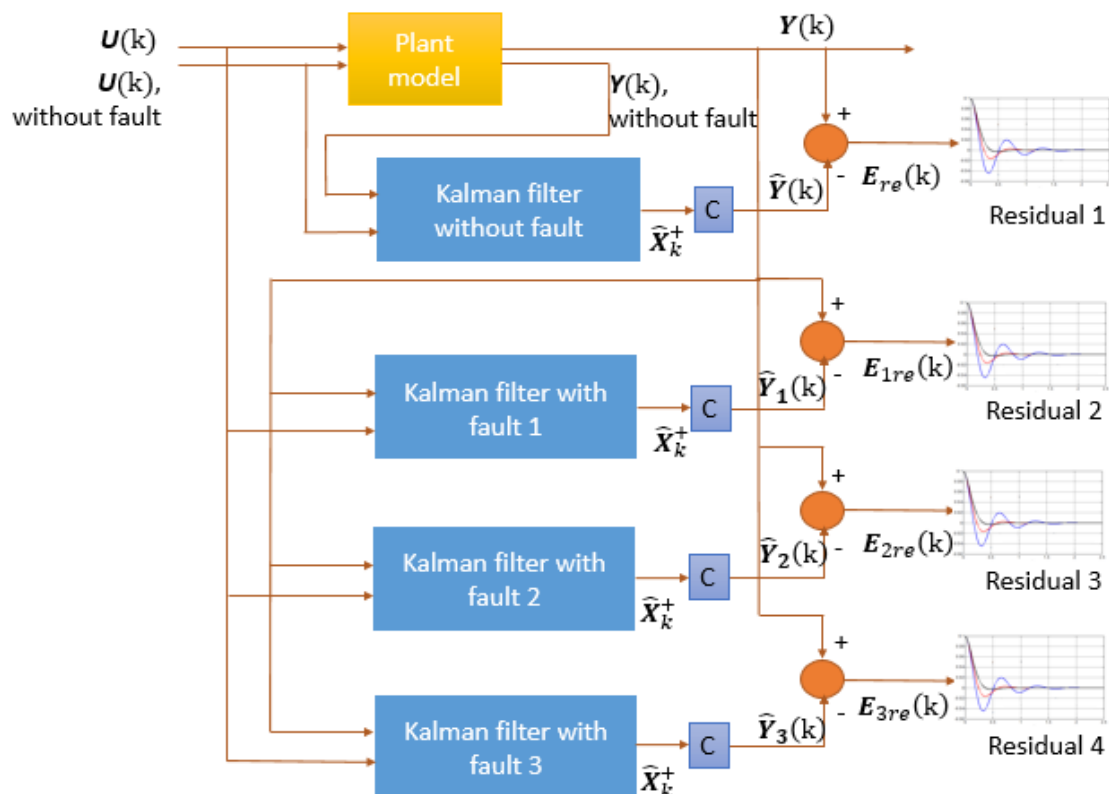 U(k)
U(k),
without fault
Plant
model
Y(k)
Y(k),
without fault
Kalman filter
without fault
X̂ₖ⁺
C
Ŷ(k)
+
-
Eᵣₑ(k)
Residual 1
Kalman filter with
fault 1
X̂ₖ⁺
C
Ŷ₁(k)
+
-
E₁ᵣₑ(k)
Residual 2
Kalman filter with
fault 2
X̂ₖ⁺
C
Ŷ₂(k)
+
-
E₂ᵣₑ(k)
Residual 3
Kalman filter with
fault 3
X̂ₖ⁺
C
Ŷ₃(k)
+
-
E₃ᵣₑ(k)
Residual 4